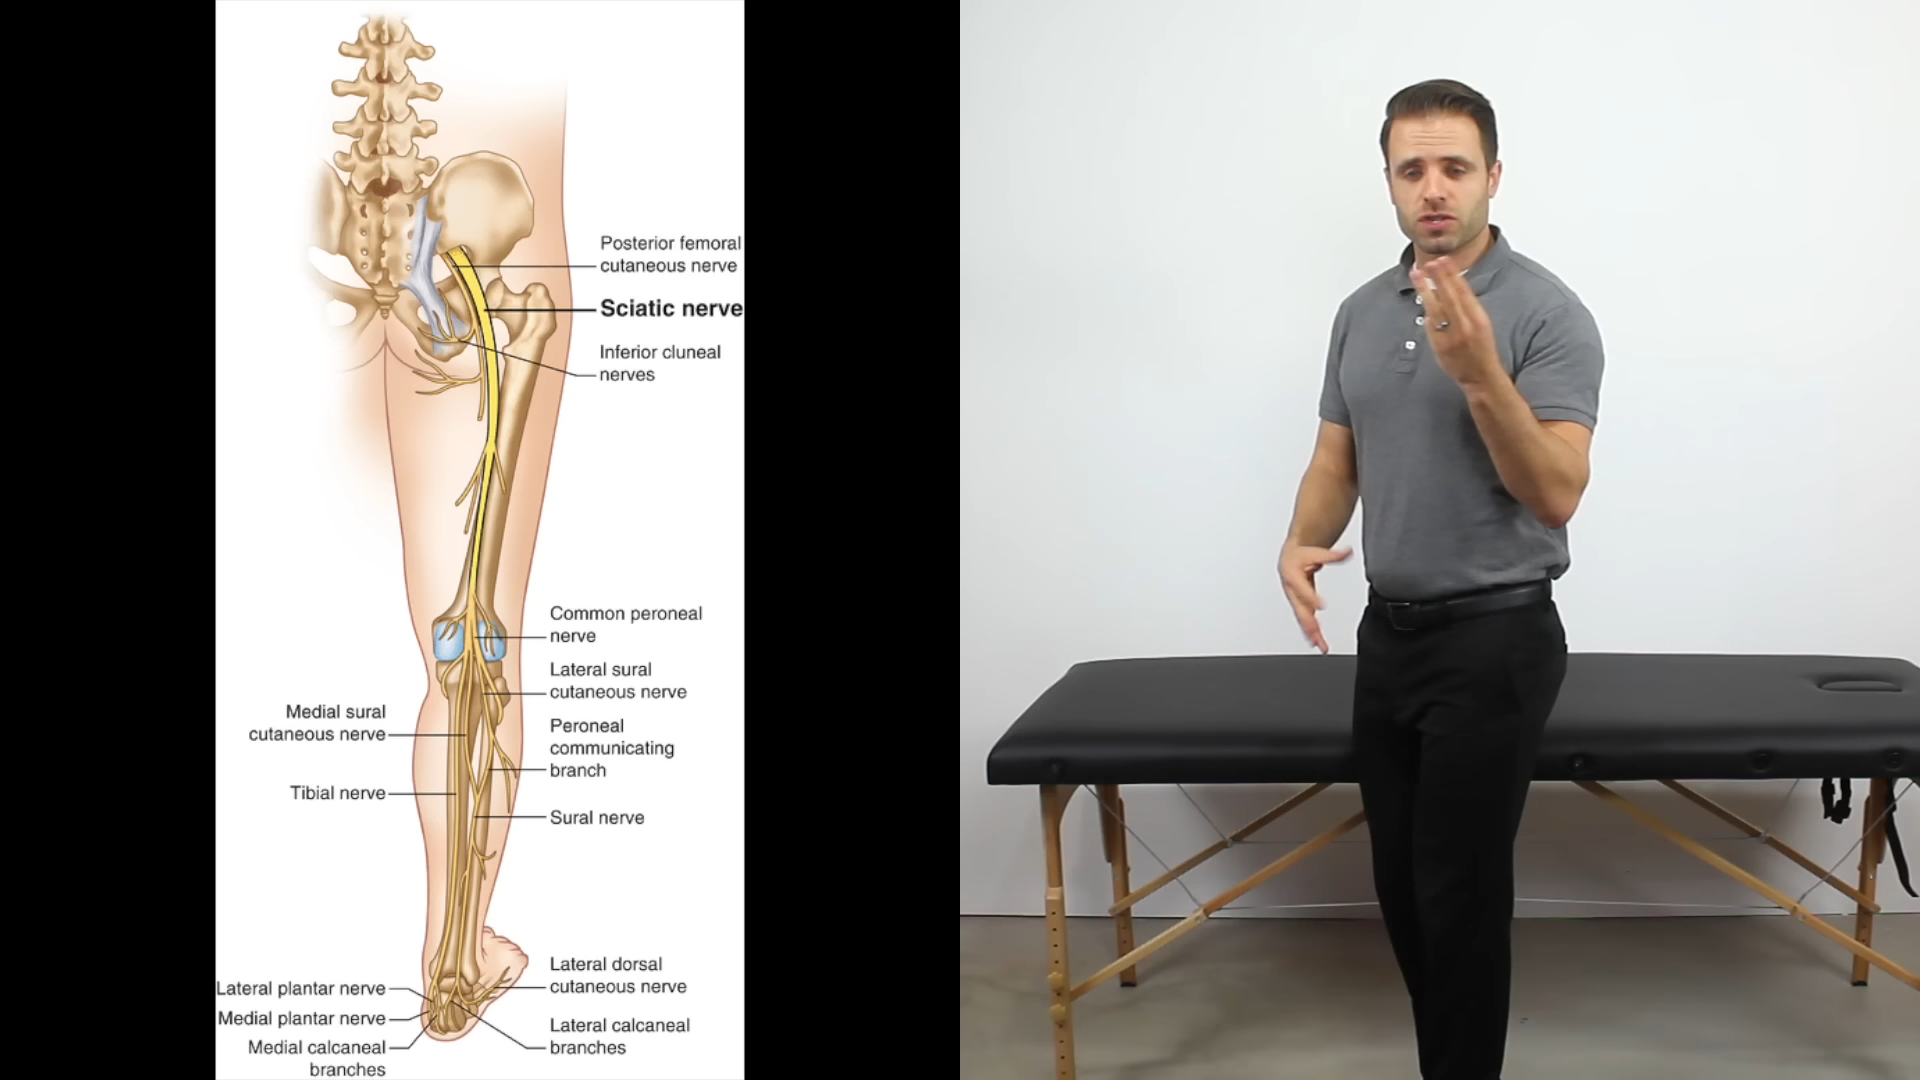 Posterior femoral
cutaneous nerve
Sciatic nerve
Inferior cluneal
nerves
Common peroneal
nerve
Lateral sural
cutaneous nerve
Medial sural
cutaneous nerve
Peroneal
communicating
branch
Tibial nerve
Sural nerve
Lateral dorsal
cutaneous nerve
Lateral plantar nerve
Medial plantar nerve
Lateral calcaneal
branches
Medial calcaneal
branches